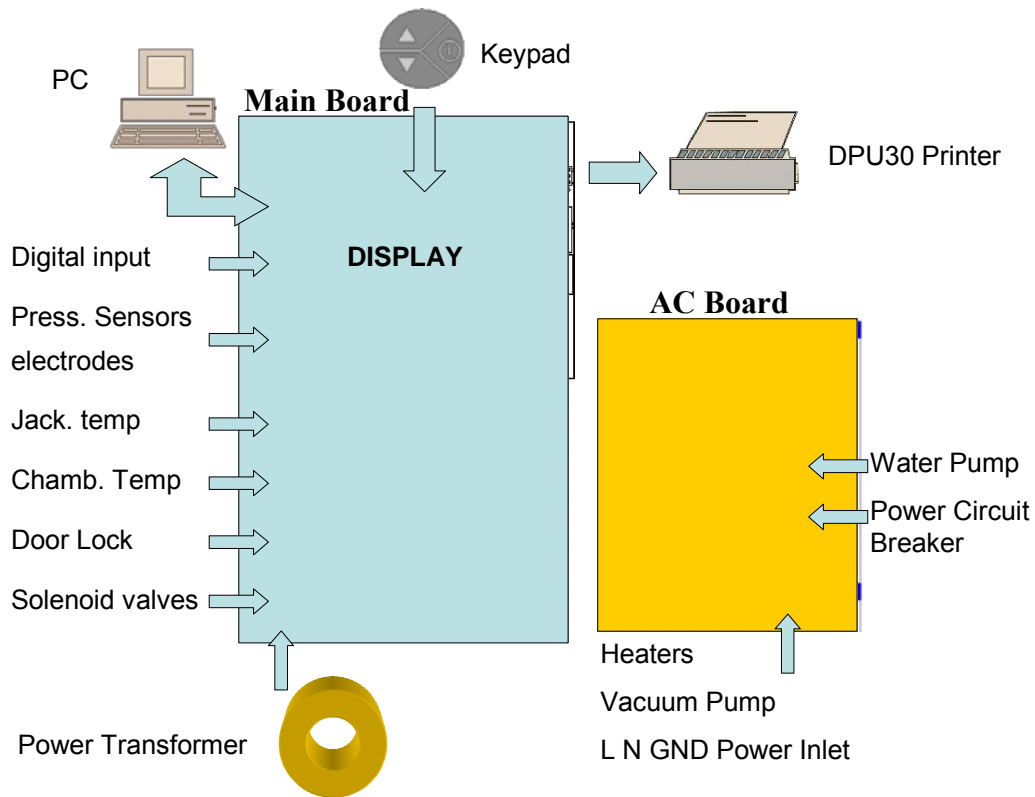 PC
Keypad
Main Board
DPU30 Printer
Digital input
DISPLAY
Press. Sensors
electrodes
AC Board
Jack. temp
Chamb. Temp
Water Pump
Door Lock
Power Circuit
Breaker
Solenoid valves
Heaters
Vacuum Pump
Power Transformer
L N GND Power Inlet